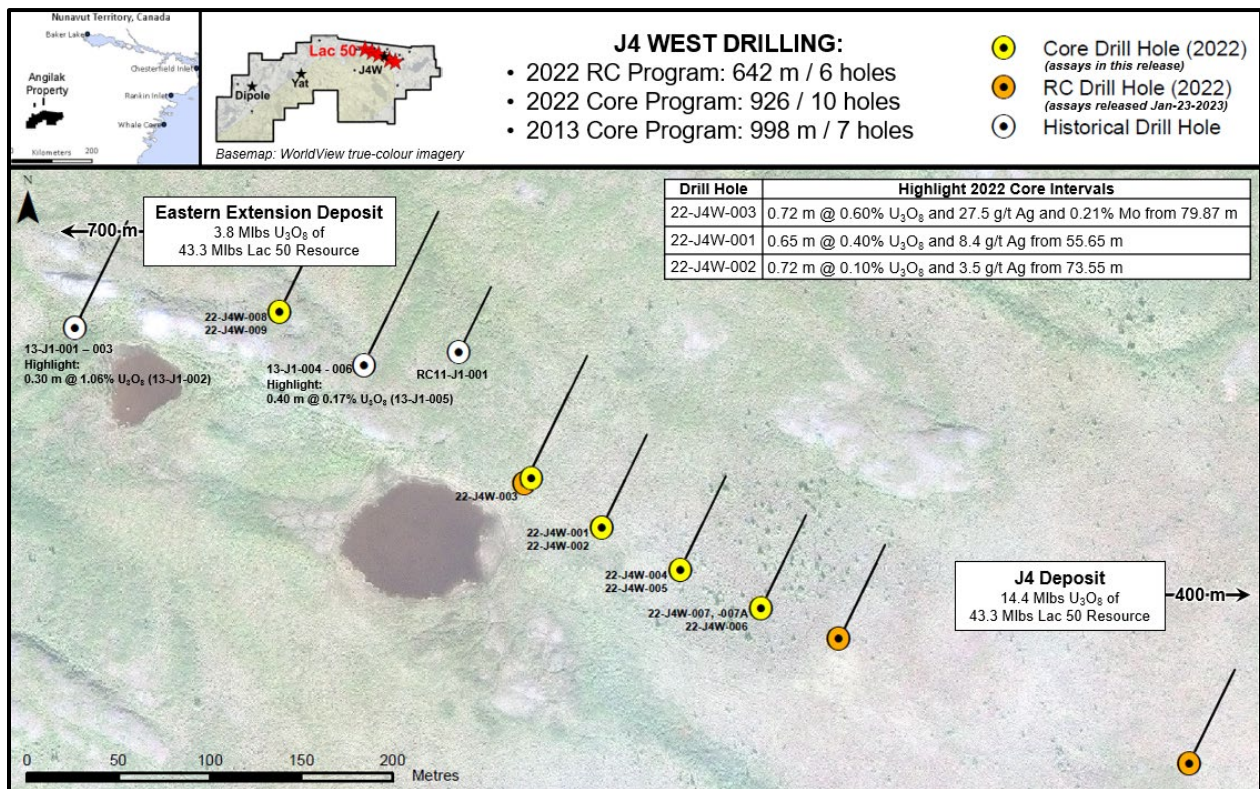 Nunavut Territory, Canada
Baker Lake
Chesterfield Inlet
Angilak
Property
Rankin Inlet
Whale Cove
Kilometers
0 200
Lac 50
J4W
Yat
Dipole
Basemap: WorldView true-colour imagery
J4 WEST DRILLING:
• 2022 RC Program: 642 m / 6 holes
• 2022 Core Program: 926 / 10 holes
• 2013 Core Program: 998 m / 7 holes
Core Drill Hole (2022)
(assays in this release)
RC Drill Hole (2022)
(assays released Jan-23-2023)
Historical Drill Hole
N
700 m
Eastern Extension Deposit
3.8 Mlbs U₃O₈ of
43.3 Mlbs Lac 50 Resource
Drill Hole Highlight 2022 Core Intervals
22-J4W-003 0.72 m @ 0.60% U₃O₈ and 27.5 g/t Ag and 0.21% Mo from 79.87 m
22-J4W-001 0.65 m @ 0.40% U₃O₈ and 8.4 g/t Ag from 55.65 m
22-J4W-002 0.72 m @ 0.10% U₃O₈ and 3.5 g/t Ag from 73.55 m
22-J4W-008
22-J4W-009
13-J1-001 – 003
Highlight:
0.30 m @ 1.06% U₃O₈ (13-J1-002)
13-J1-004 - 006
Highlight:
0.40 m @ 0.17% U₃O₈ (13-J1-005)
RC11-J1-001
22-J4W-003
22-J4W-001
22-J4W-002
22-J4W-004
22-J4W-005
22-J4W-007, -007A
22-J4W-006
J4 Deposit
14.4 Mlbs U₃O₈ of
43.3 Mlbs Lac 50 Resource
400 m
0 50 100 150 200
Metres